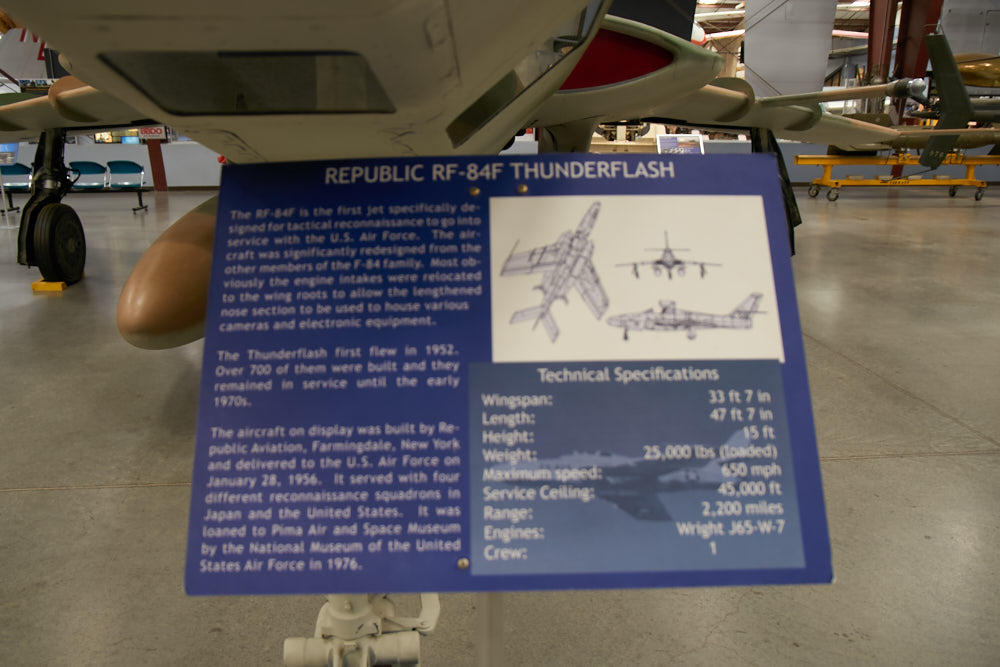 REPUBLIC RF-84F THUNDERFLASH
The RF-84F is the first jet specifically de-
signed for tactical reconnaissance to go into
service with the U.S. Air Force. The air-
craft was significantly redesigned from the
other members of the F-84 family. Most ob-
viously the engine intakes were relocated
to the wing roots to allow the lengthened
nose section to be used to house various
cameras and electronic equipment.
The Thunderflash first flew in 1952.
Over 700 of them were built and they
remained in service until the early
1970s.
The aircraft on display was built by Re-
public Aviation, Farmingdale, New York
and delivered to the U.S. Air Force on
January 28, 1956. It served with four
different reconnaissance squadrons in
Japan and the United States. It was
loaned to Pima Air and Space Museum
by the National Museum of the United
States Air Force in 1976.
Technical Specifications
Wingspan: 33 ft 7 in
Length: 47 ft 7 in
Height: 15 ft
Weight: 25,000 lbs (loaded)
Maximum speed: 650 mph
Service Ceiling: 45,000 ft
Range: 2,200 miles
Engines: Wright J65-W-7
Crew: 1